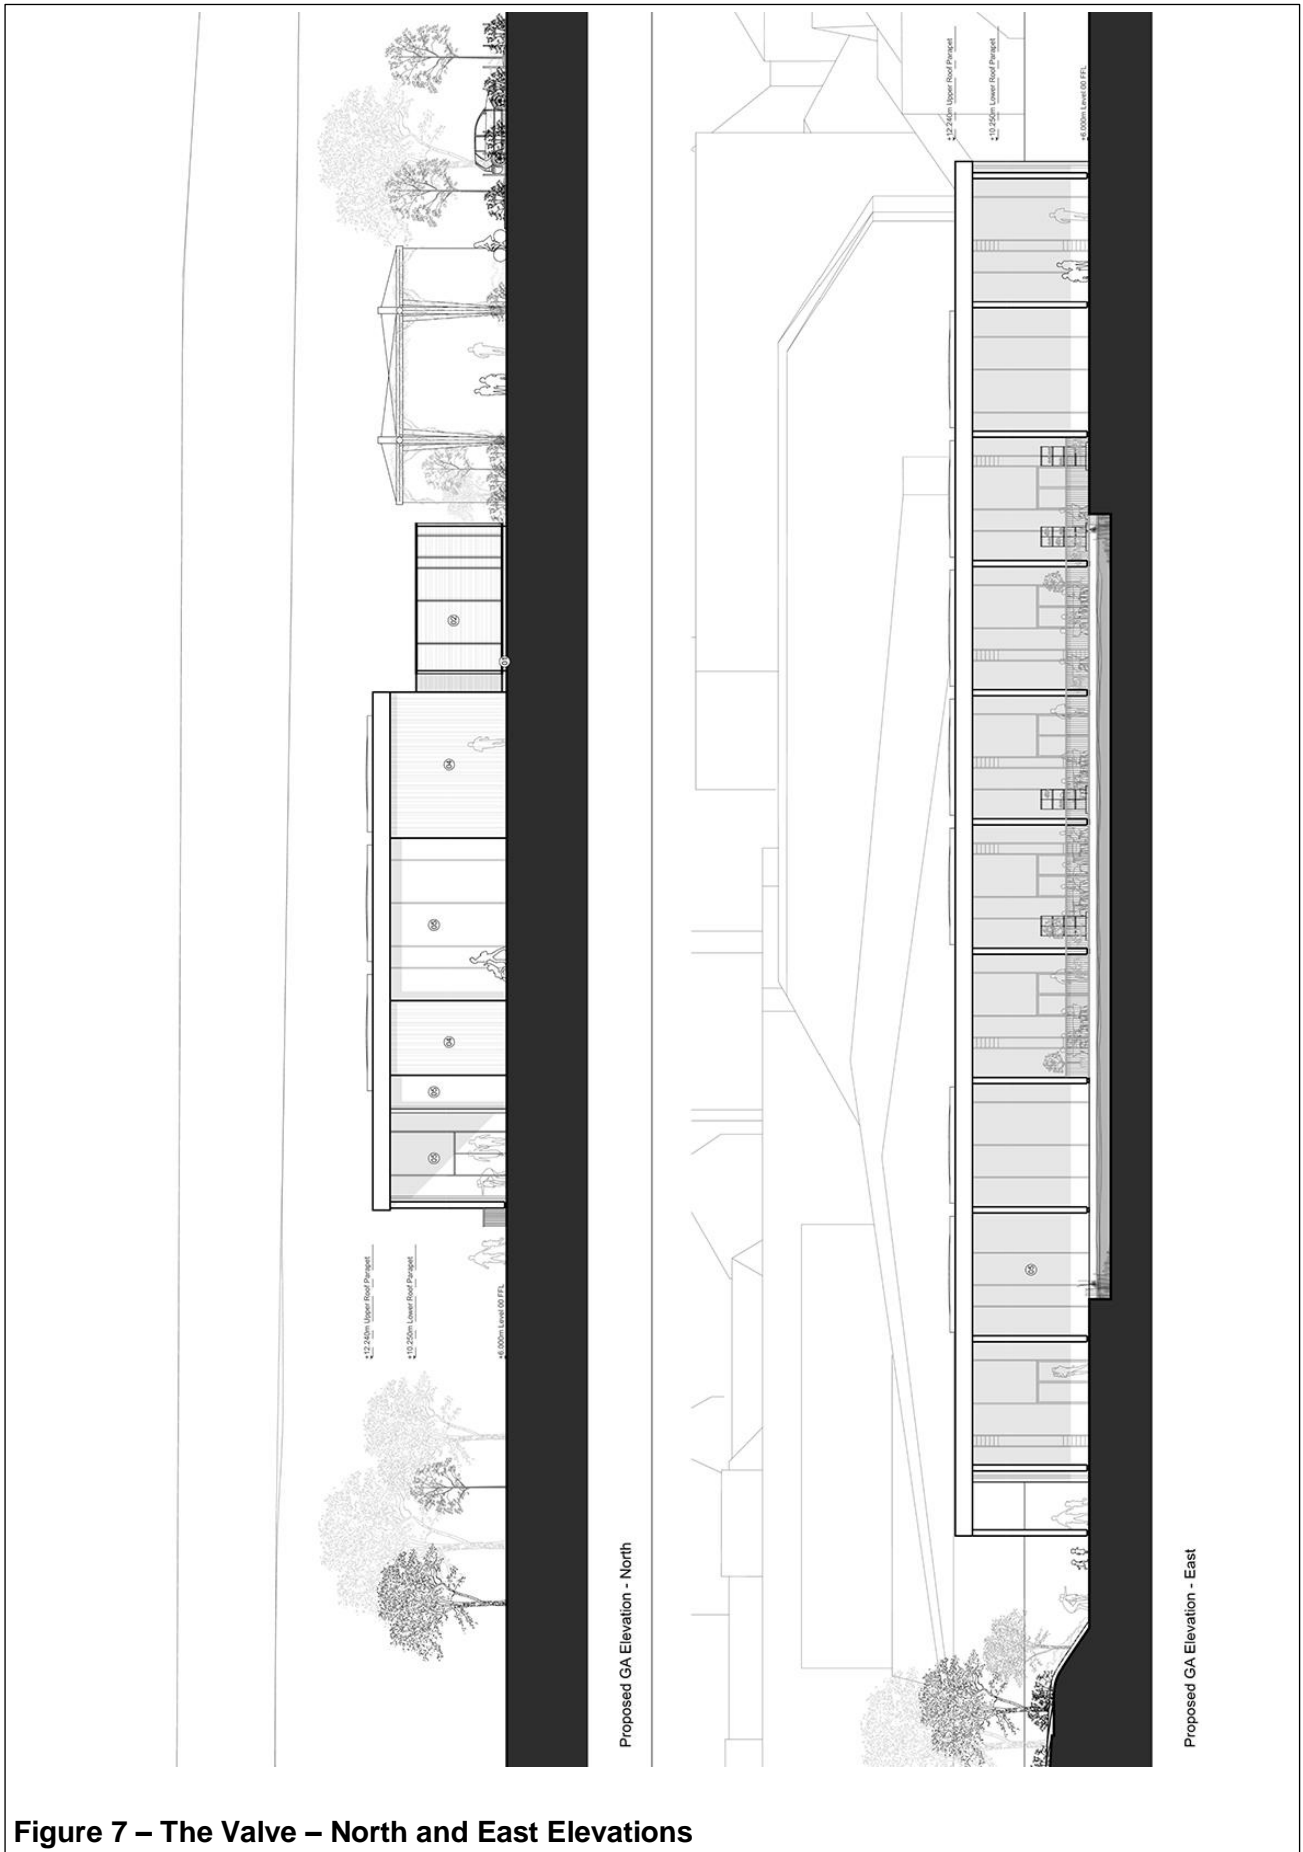 +12.240m Upper Roof Parapet
+10.250m Lower Roof Parapet
+6.000m Level 00 FFL
Proposed GA Elevation - North
+12.240m Upper Roof Parapet
+10.250m Lower Roof Parapet
+6.000m Level 00 FFL
Proposed GA Elevation - East
Figure 7 – The Valve – North and East Elevations